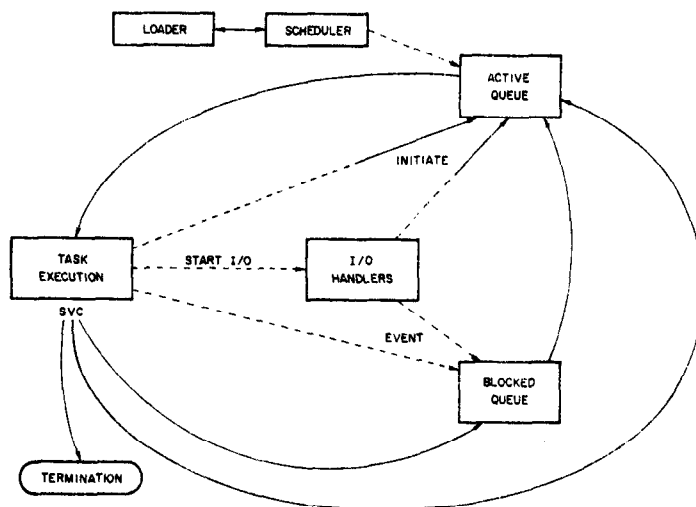 LOADER
SCHEDULER
ACTIVE
QUEUE
INITIATE
TASK
EXECUTION
START I/O
I/O
HANDLERS
SVC
EVENT
BLOCKED
QUEUE
TERMINATION